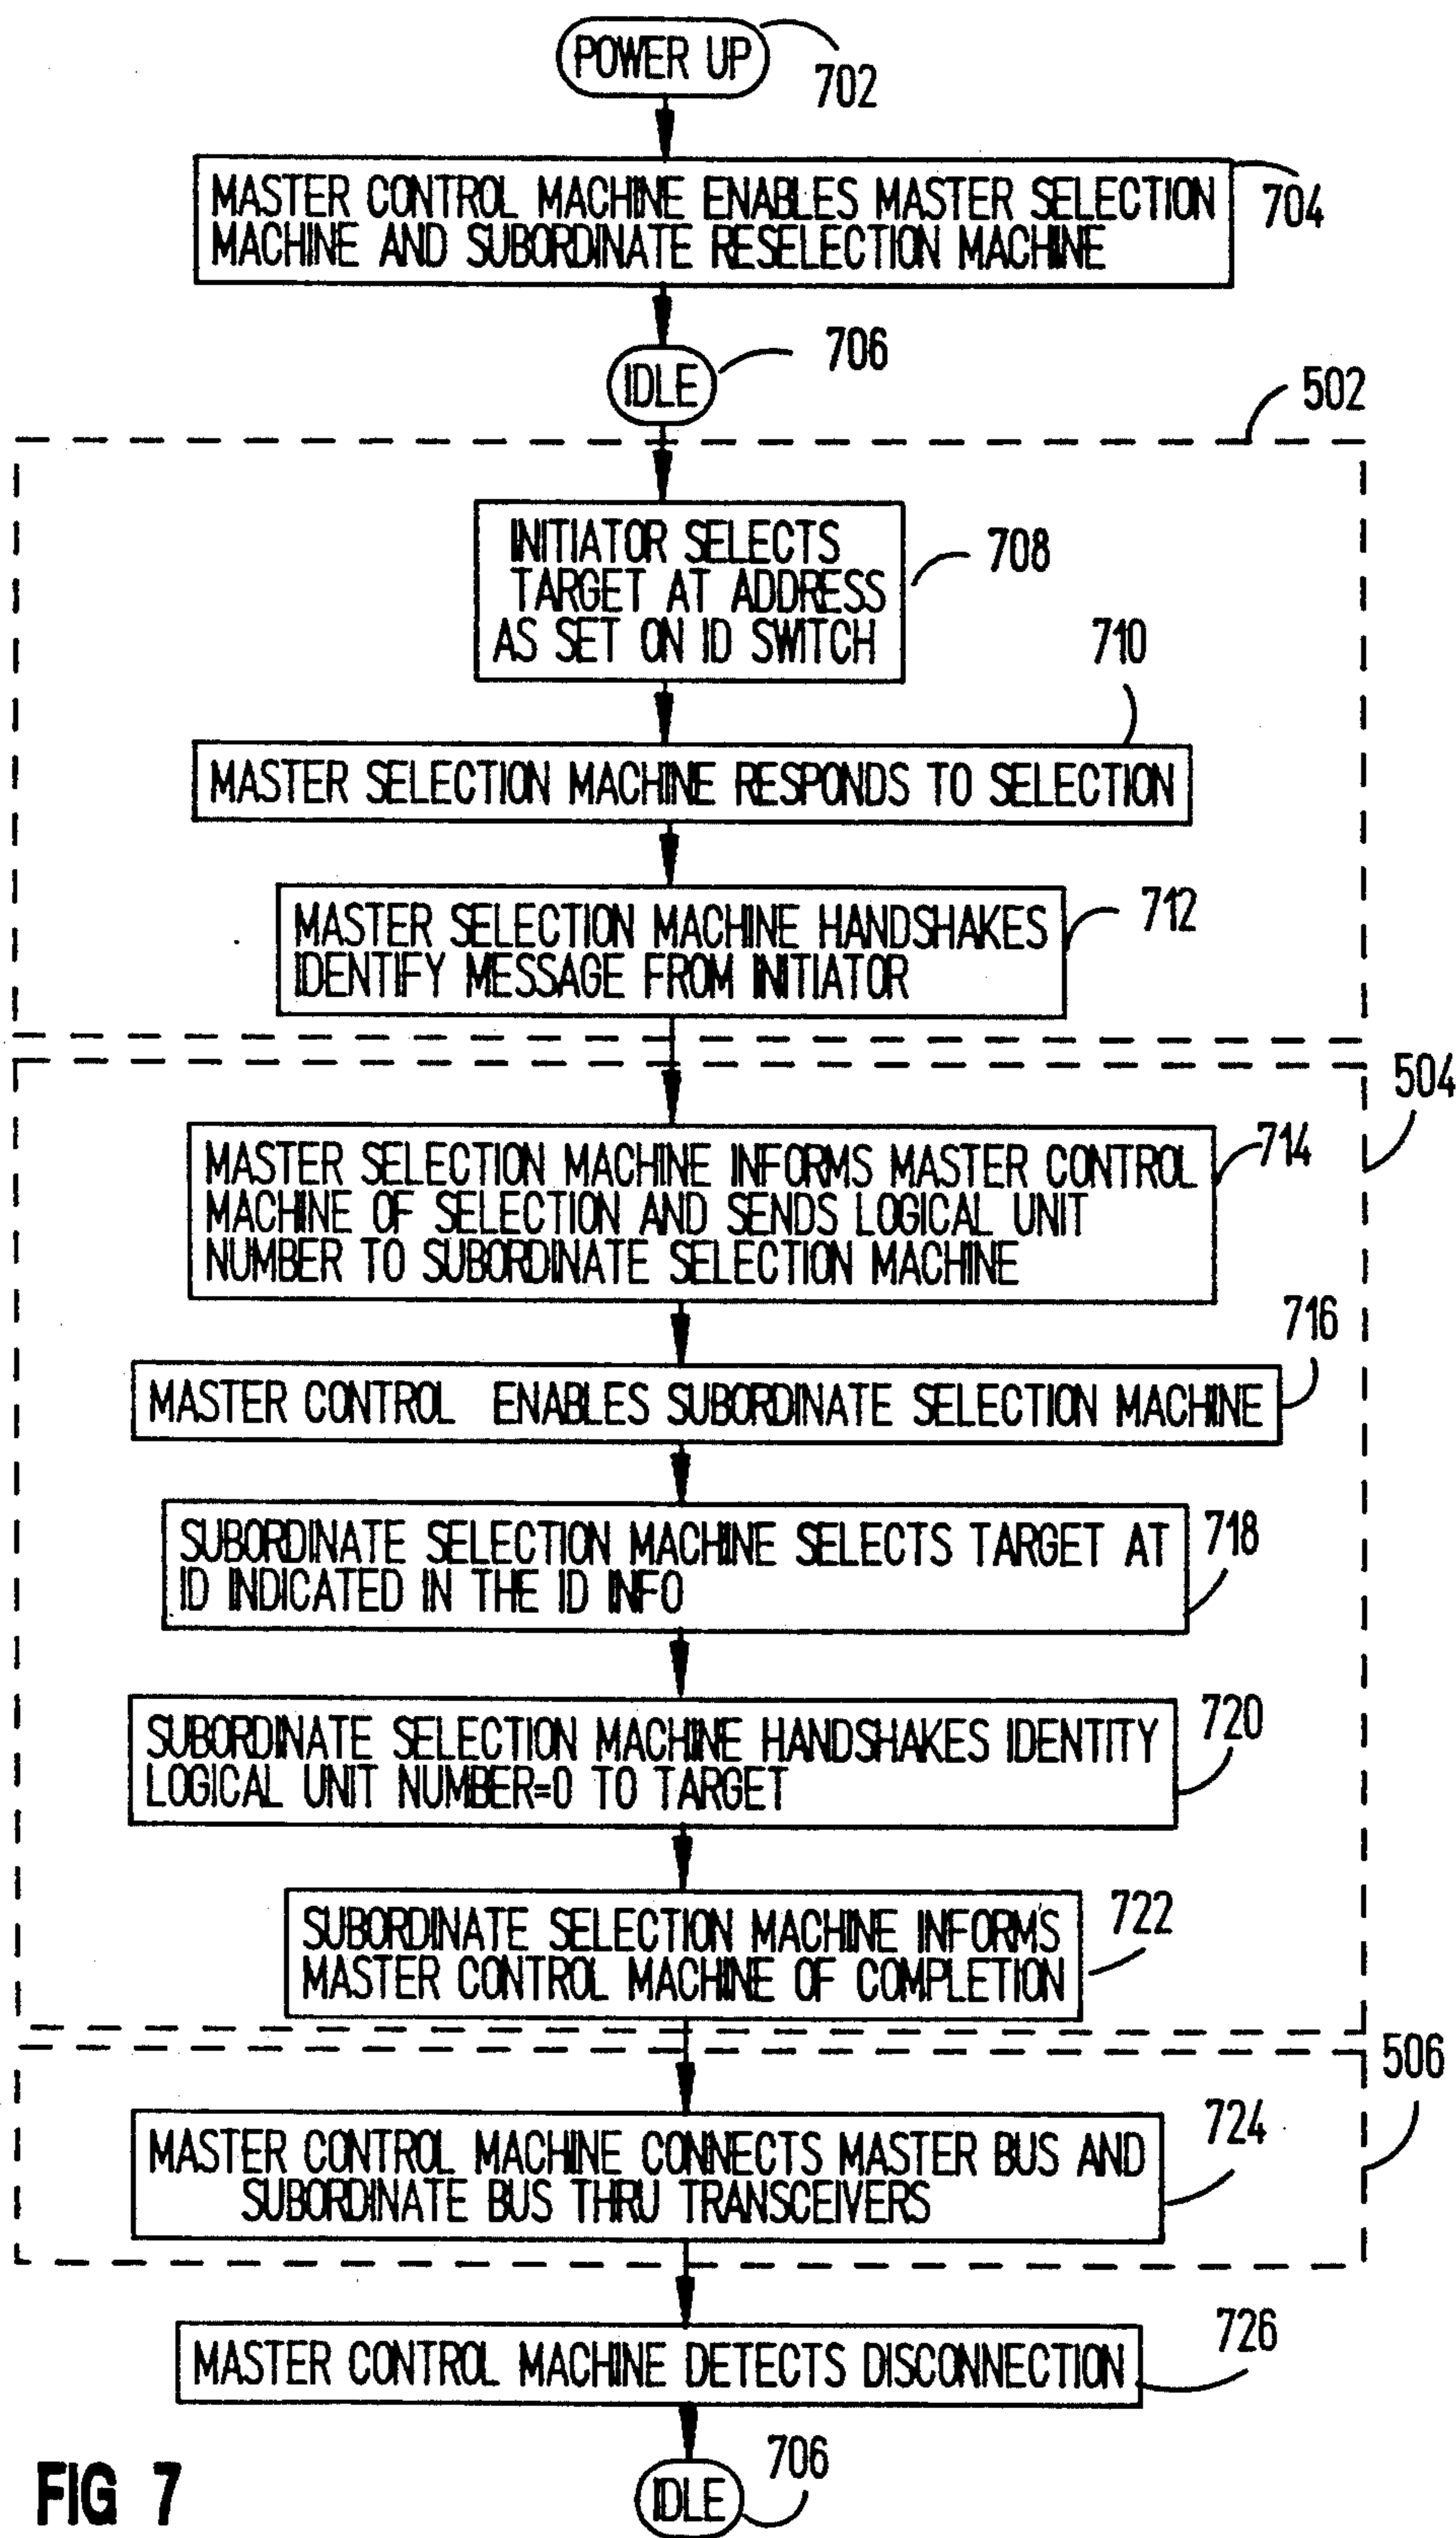 POWER UP
702
MASTER CONTROL MACHINE ENABLES MASTER SELECTION
MACHINE AND SUBORDINATE RESELECTION MACHINE
704
IDLE
706
502
INITIATOR SELECTS
TARGET AT ADDRESS
AS SET ON ID SWITCH
708
710
MASTER SELECTION MACHINE RESPONDS TO SELECTION
MASTER SELECTION MACHINE HANDSHAKES
IDENTIFY MESSAGE FROM INITIATOR
712
504
MASTER SELECTION MACHINE INFORMS MASTER CONTROL
MACHINE OF SELECTION AND SENDS LOGICAL UNIT
NUMBER TO SUBORDINATE SELECTION MACHINE
714
716
MASTER CONTROL ENABLES SUBORDINATE SELECTION MACHINE
SUBORDINATE SELECTION MACHINE SELECTS TARGET AT
ID INDICATED IN THE ID INFO
718
SUBORDINATE SELECTION MACHINE HANDSHAKES IDENTITY
LOGICAL UNIT NUMBER=0 TO TARGET
720
SUBORDINATE SELECTION MACHINE INFORMS
MASTER CONTROL MACHINE OF COMPLETION
722
506
MASTER CONTROL MACHINE CONNECTS MASTER BUS AND
SUBORDINATE BUS THRU TRANSCEIVERS
724
MASTER CONTROL MACHINE DETECTS DISCONNECTION
726
IDLE
706
FIG 7